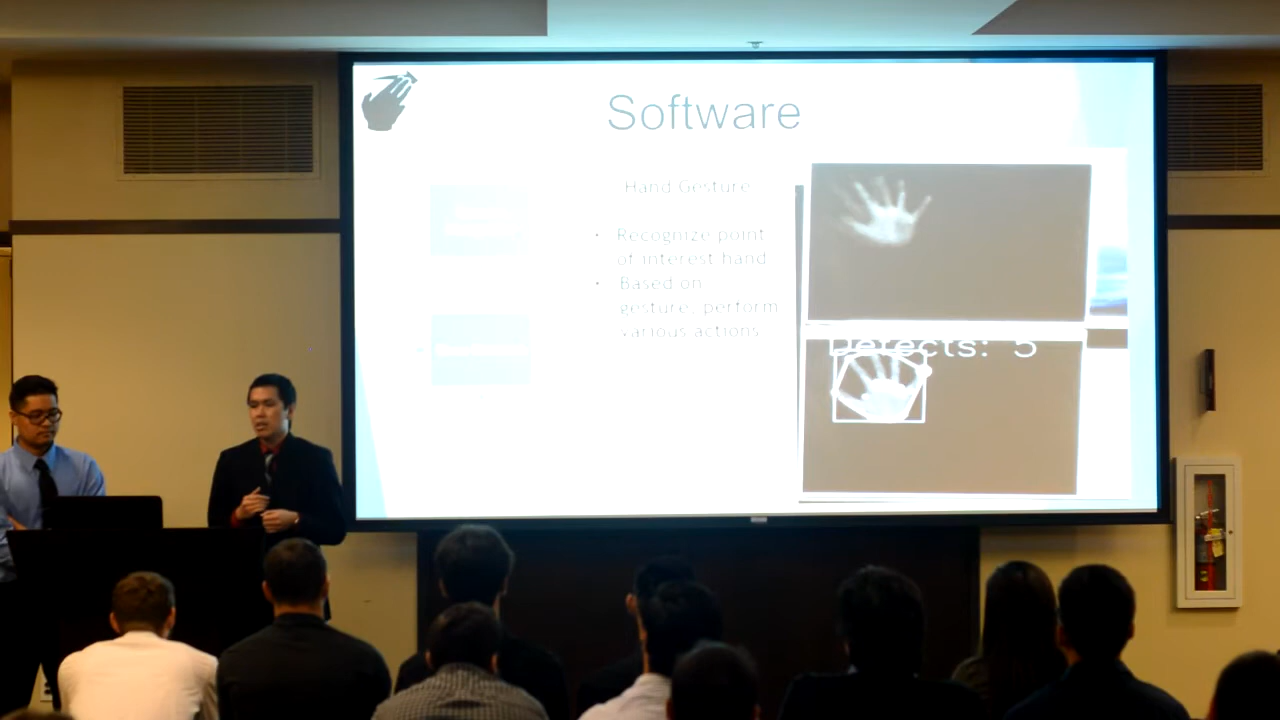 Software
Hand Gesture
• Recognize point
of interest hand
• Based on
gesture, perform
various actions
Detects: 5